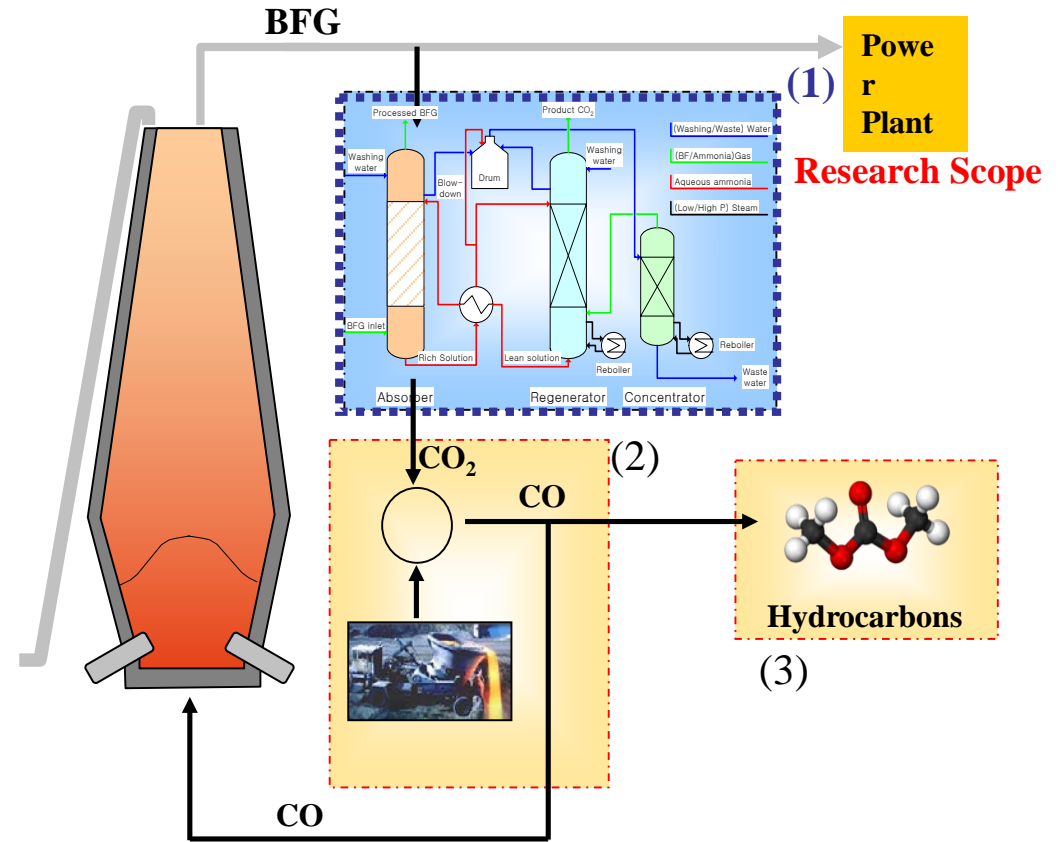 BFG
Powe
r
Plant
(1)
Research Scope
Processed BFG
Product CO₂
(Washing/Waste) Water
Washing
water
Drum
Washing
water
(BF/Ammonia)Gas
Blow-
down
Aqueous ammonia
(Low/High P) Steam
BFG inlet
Rich Solution
Lean solution
Reboiler
Reboiler
Waste
water
Absorber
Regenerator
Concentrator
(2)
CO₂
CO
Hydrocarbons
(3)
CO